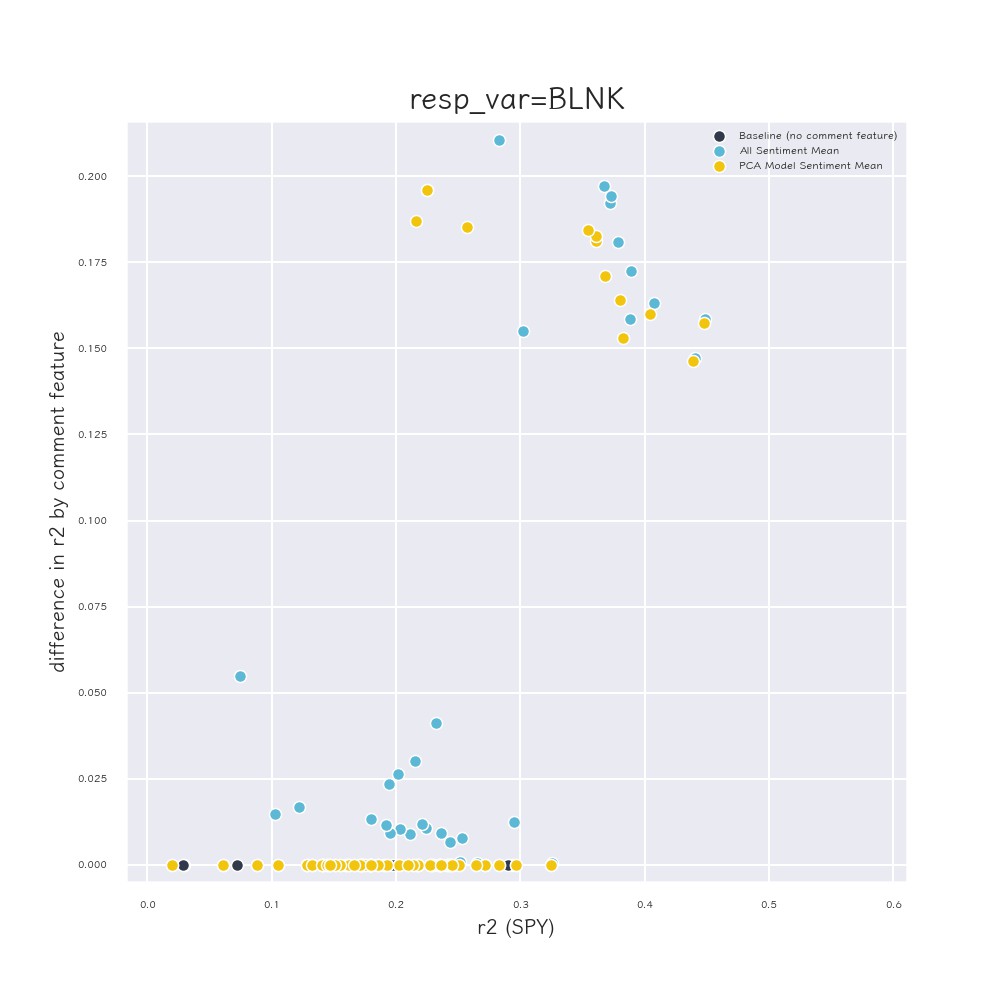 resp_var=BLNK
Baseline (no comment feature)
All Sentiment Mean
PCA Model Sentiment Mean
difference in r2 by comment feature
0.200
0.175
0.150
0.125
0.100
0.075
0.050
0.025
0.000
0.0 0.1 0.2 0.3 0.4 0.5 0.6
r2 (SPY)